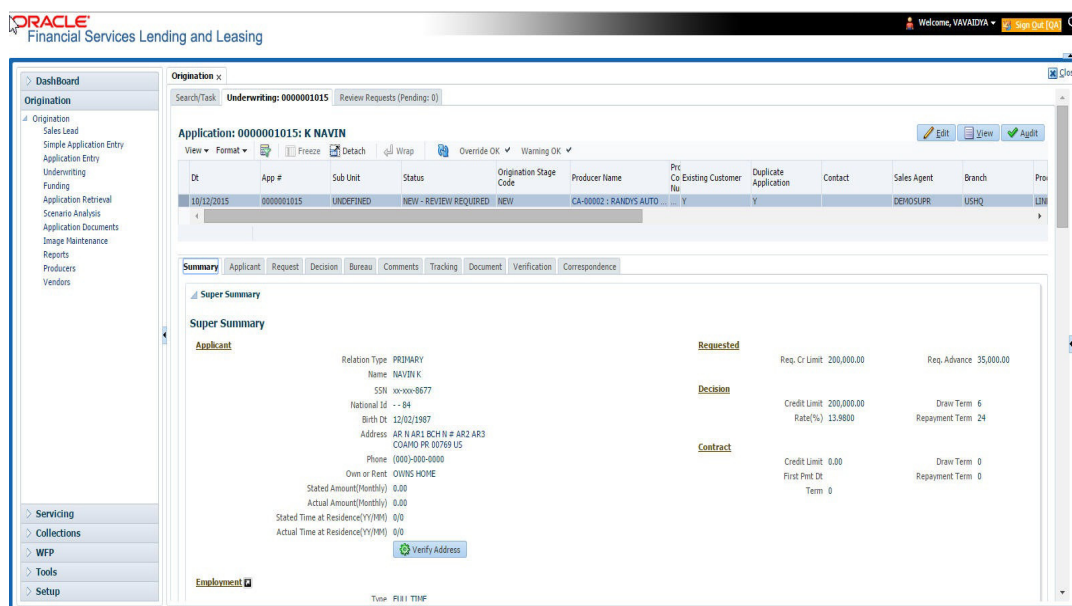 ORACLE
Financial Services Lending and Leasing
Welcome, VAVAIDYA
Sign Out [QA]
DashBoard
Origination
Origination
Sales Lead
Simple Application Entry
Application Entry
Underwriting
Funding
Application Retrieval
Scenario Analysis
Application Documents
Image Maintenance
Reports
Producers
Vendors
Servicing
Collections
WFP
Tools
Setup
Origination x
Clos
Search/Task Underwriting: 0000001015 Review Requests (Pending: 0)
Application: 0000001015: K NAVIN
Edit View Audit
View Format Freeze Detach Wrap Override OK Warning OK
Dt App # Sub Unit Status Origination Stage Code Producer Name Prc Co Nu Existing Customer Duplicate Application Contact Sales Agent Branch Pro
10/12/2015 0000001015 UNDEFINED NEW - REVIEW REQUIRED NEW CA-00002 : RANDYS AUTO ... ... Y Y DEMOSUPR USHQ LIN
Summary Applicant Request Decision Bureau Comments Tracking Document Verification Correspondence
Super Summary
Super Summary
Applicant
Relation Type PRIMARY
Name NAVIN K
SSN xx-xxx-8677
National Id - - 84
Birth Dt 12/02/1987
Address AR N AR1 BCH N # AR2 AR3
COAMO PR 00769 US
Phone (000)-000-0000
Own or Rent OWNS HOME
Stated Amount(Monthly) 0.00
Actual Amount(Monthly) 0.00
Stated Time at Residence(YY/MM) 0/0
Actual Time at Residence(YY/MM) 0/0
Verify Address
Employment
Type FULL TIME
Requested
Req. Cr Limit 200,000.00 Req. Advance 35,000.00
Decision
Credit Limit 200,000.00 Draw Term 6
Rate(%) 13.9800 Repayment Term 24
Contract
Credit Limit 0.00 Draw Term 0
First Pmt Dt Repayment Term 0
Term 0